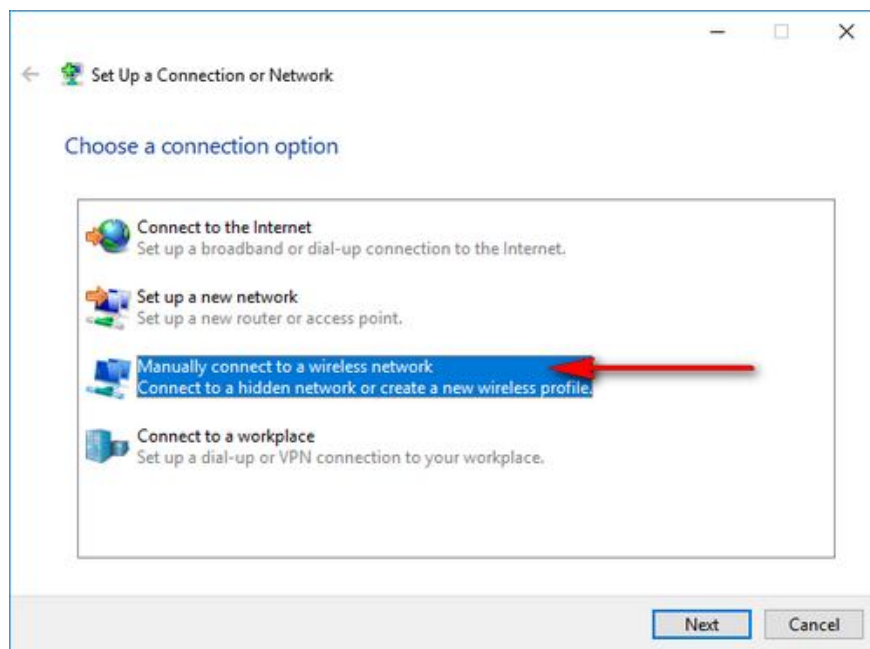 Set Up a Connection or Network
Choose a connection option
Connect to the Internet
Set up a broadband or dial-up connection to the Internet.
Set up a new network
Set up a new router or access point.
Manually connect to a wireless network
Connect to a hidden network or create a new wireless profile.
Connect to a workplace
Set up a dial-up or VPN connection to your workplace.
Next
Cancel